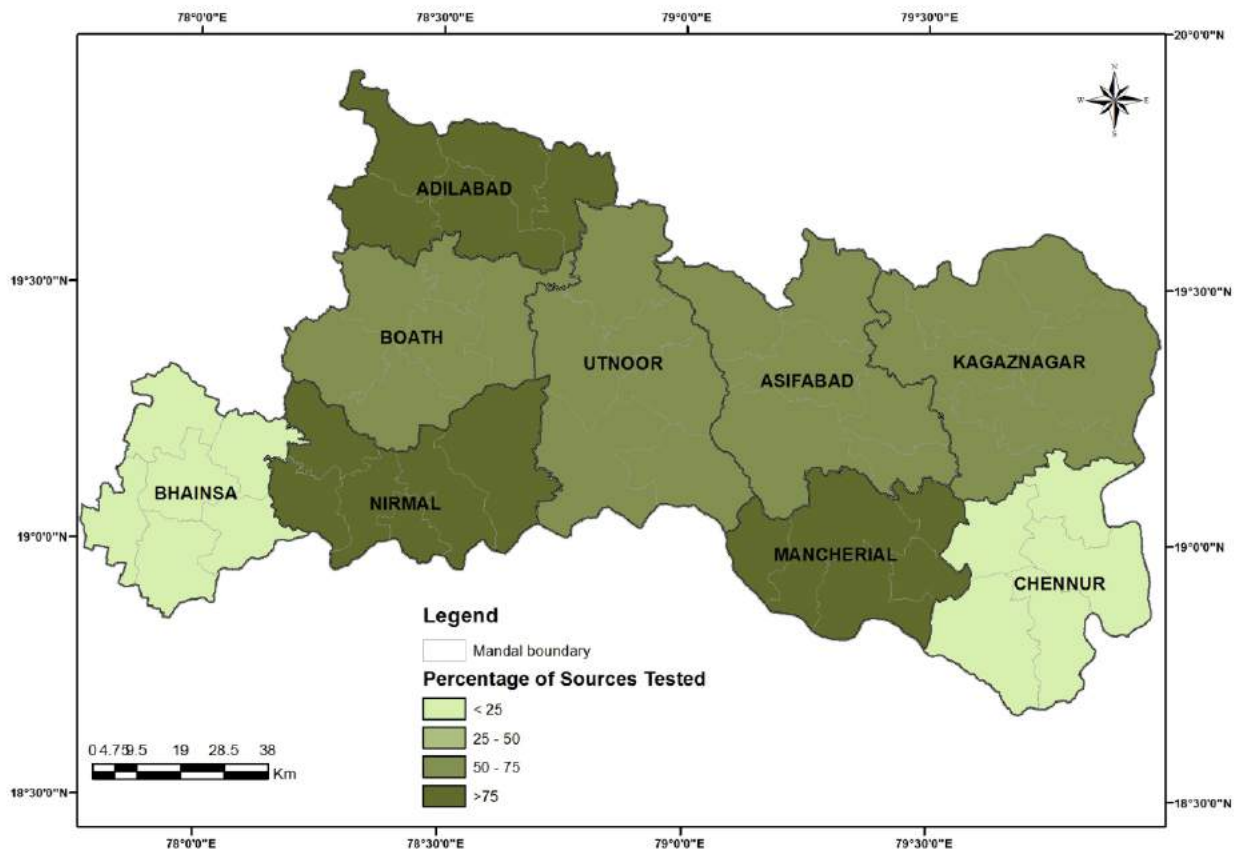 78°0'0"E
78°30'0"E
79°0'0"E
79°30'0"E
20°0'0"N
N
W E
S
ADILABAD
19°30'0"N
19°30'0"N
BOATH
UTNOOR
KAGAZNAGAR
ASIFABAD
BHAINSA
NIRMAL
19°0'0"N
19°0'0"N
MANCHERIAL
CHENNUR
Legend
Mandal boundary
Percentage of Sources Tested
< 25
25 - 50
50 - 75
>75
0 4.75 9.5 19 28.5 38
Km
18°30'0"N
18°30'0"N
78°0'0"E
78°30'0"E
79°0'0"E
79°30'0"E